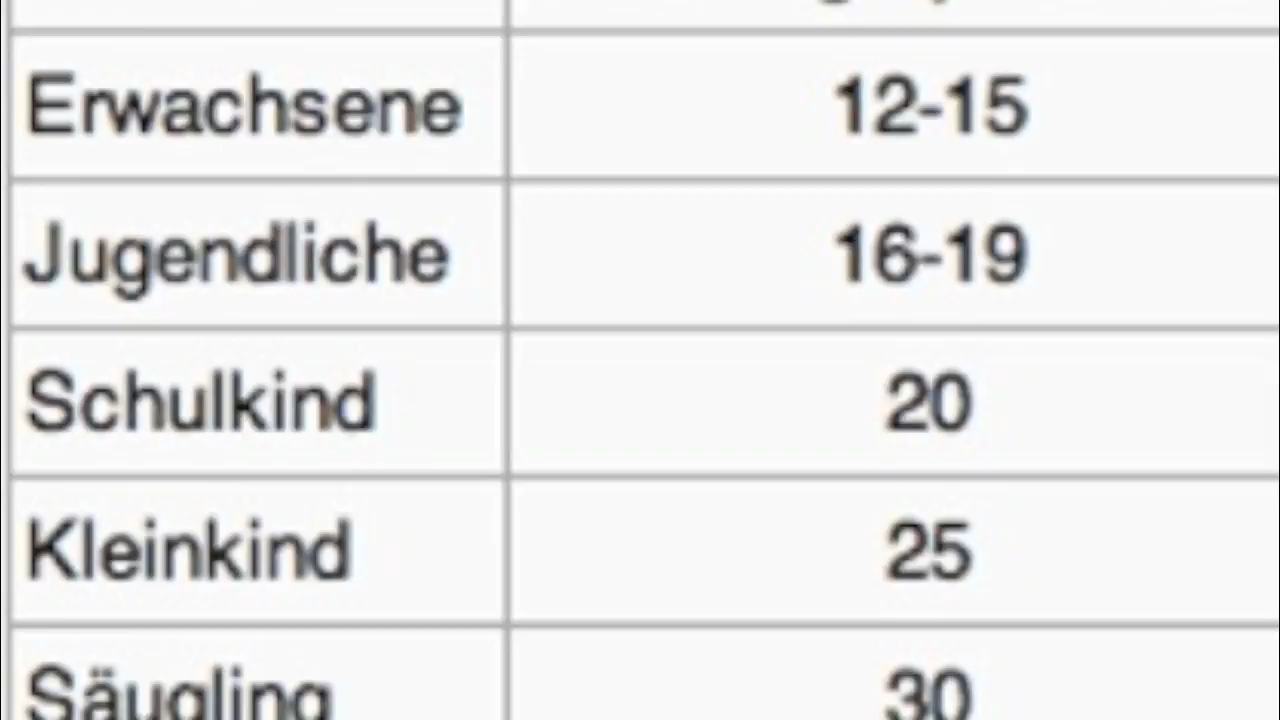 Erwachsene 12-15
Jugendliche 16-19
Schulkind 20
Kleinkind 25
Säugling 30